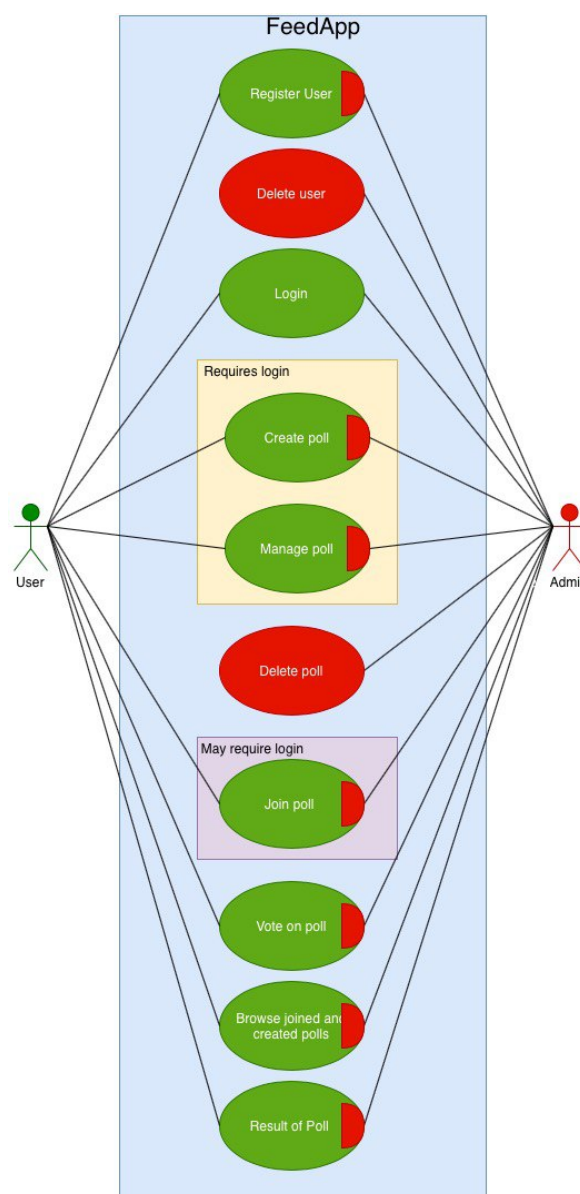 FeedApp
Register User
Delete user
Login
Requires login
Create poll
Manage poll
User
Admi
Delete poll
May require login
Join poll
Vote on poll
Browse joined and
created polls
Result of Poll